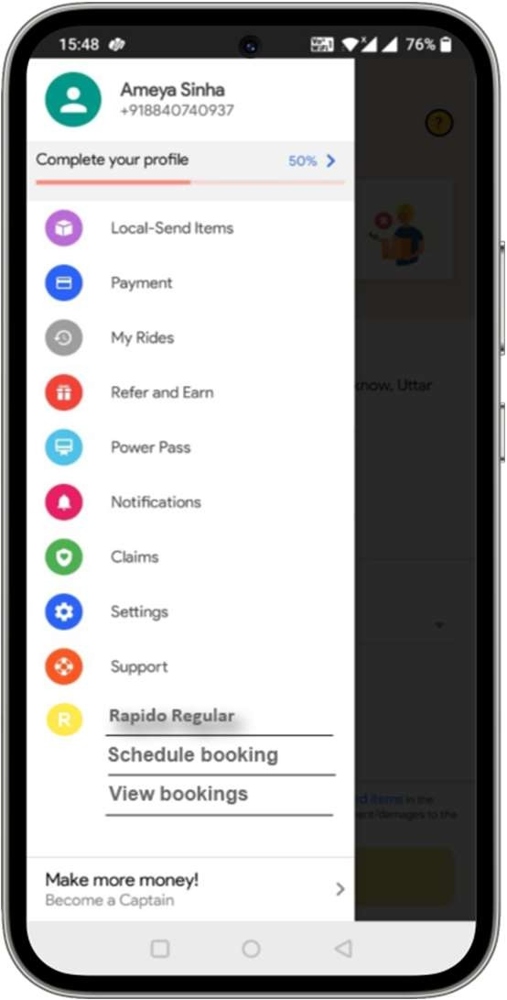 15:48
76%
Ameya Sinha
+918840740937
?
Complete your profile
50%
Local-Send Items
Payment
My Rides
know, Uttar
Refer and Earn
Power Pass
Notifications
Claims
Settings
Support
R
Rapido Regular
Schedule booking
View bookings
items in the
ent/damages to the
Make more money!
Become a Captain